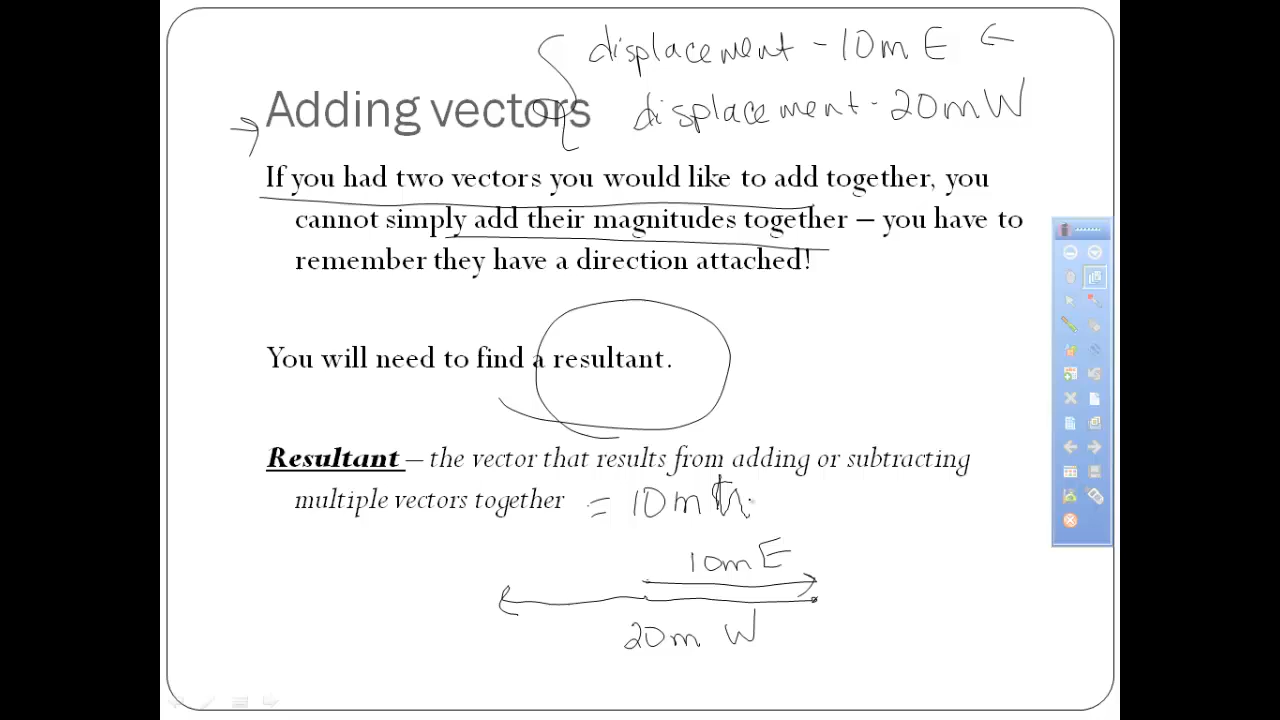 displacement - 10m E
Adding vectors
displacement - 20m W
If you had two vectors you would like to add together, you
cannot simply add their magnitudes together – you have to
remember they have a direction attached!
You will need to find a resultant.
Resultant – the vector that results from adding or subtracting
multiple vectors together
= 10m
10m E
20m W